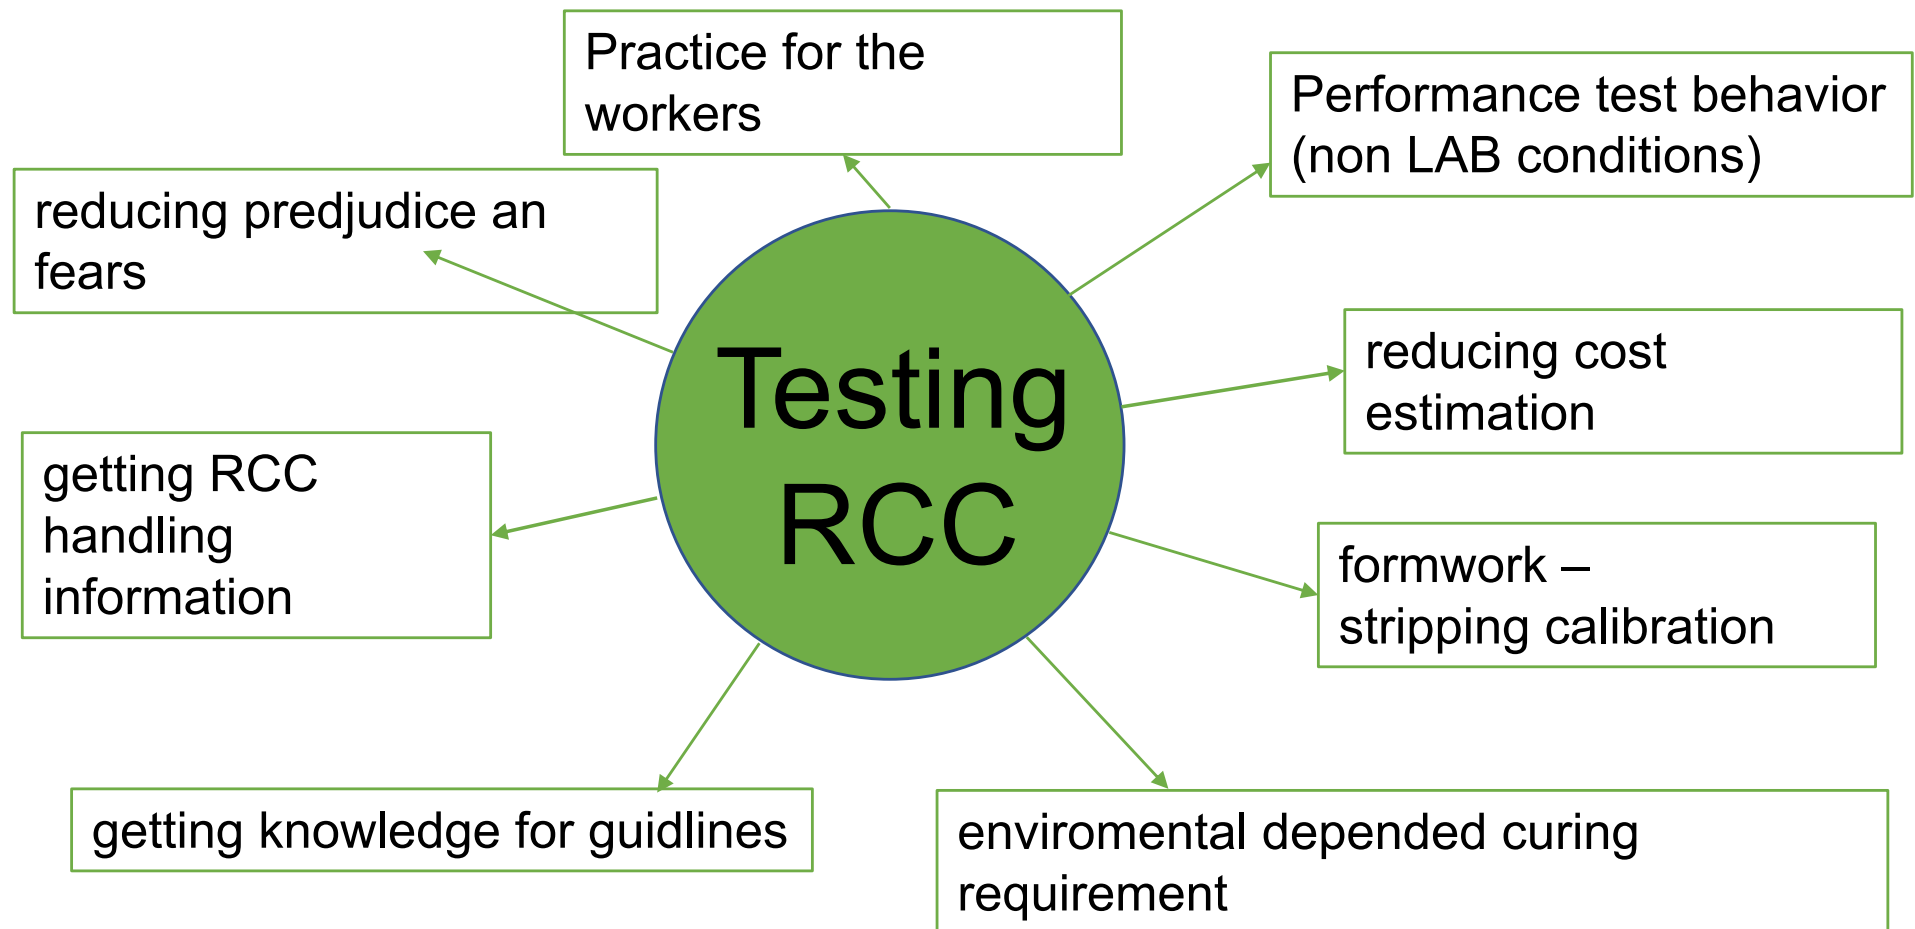 Practice for the
workers
Performance test behavior
(non LAB conditions)
reducing predjudice an
fears
Testing
RCC
reducing cost
estimation
getting RCC
handling
information
formwork –
stripping calibration
getting knowledge for guidlines
enviromental depended curing
requirement